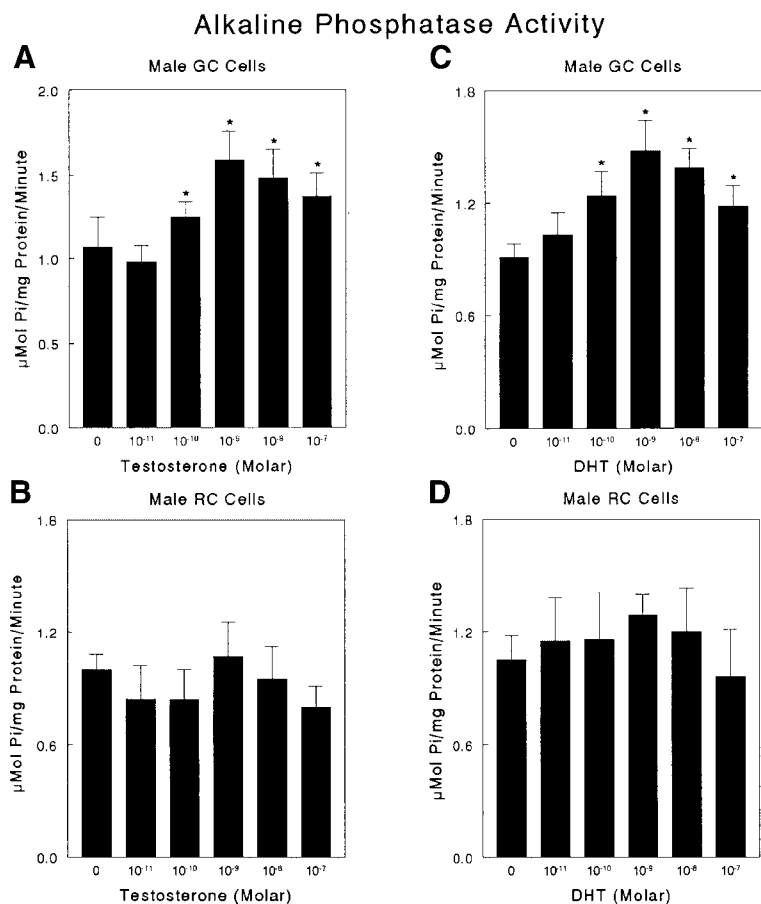 Alkaline Phosphatase Activity
A
Male GC Cells
µMol Pi/mg Protein/Minute
2.0
1.5
1.0
0.5
0.0
*
*
*
*
0 10⁻¹¹ 10⁻¹⁰ 10⁻⁹ 10⁻⁸ 10⁻⁷
Testosterone (Molar)
C
Male GC Cells
µMol Pi/mg Protein/Minute
1.8
1.2
0.6
0.0
*
*
*
*
0 10⁻¹¹ 10⁻¹⁰ 10⁻⁹ 10⁻⁸ 10⁻⁷
DHT (Molar)
B
Male RC Cells
µMol Pi/mg Protein/Minute
1.8
1.2
0.6
0.0
0 10⁻¹¹ 10⁻¹⁰ 10⁻⁹ 10⁻⁸ 10⁻⁷
Testosterone (Molar)
D
Male RC Cells
µMol Pi/mg Protein/Minute
1.8
1.2
0.6
0.0
0 10⁻¹¹ 10⁻¹⁰ 10⁻⁹ 10⁻⁸ 10⁻⁷
DHT (Molar)